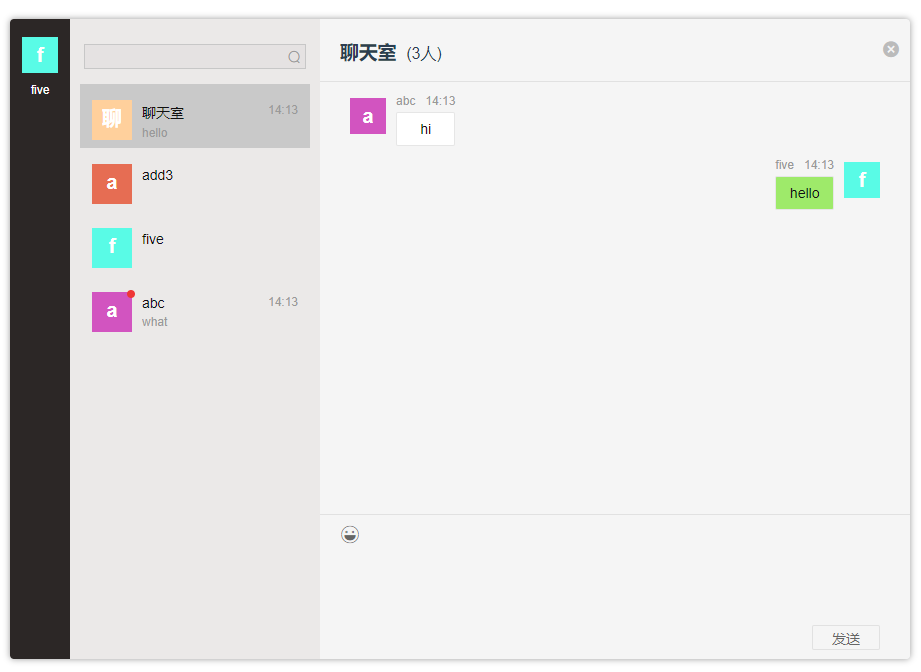 f
five
聊
聊天室
14:13
hello
a
add3
f
five
a
abc
14:13
what
聊天室 (3人)
a
abc 14:13
hi
five 14:13
f
hello
发送